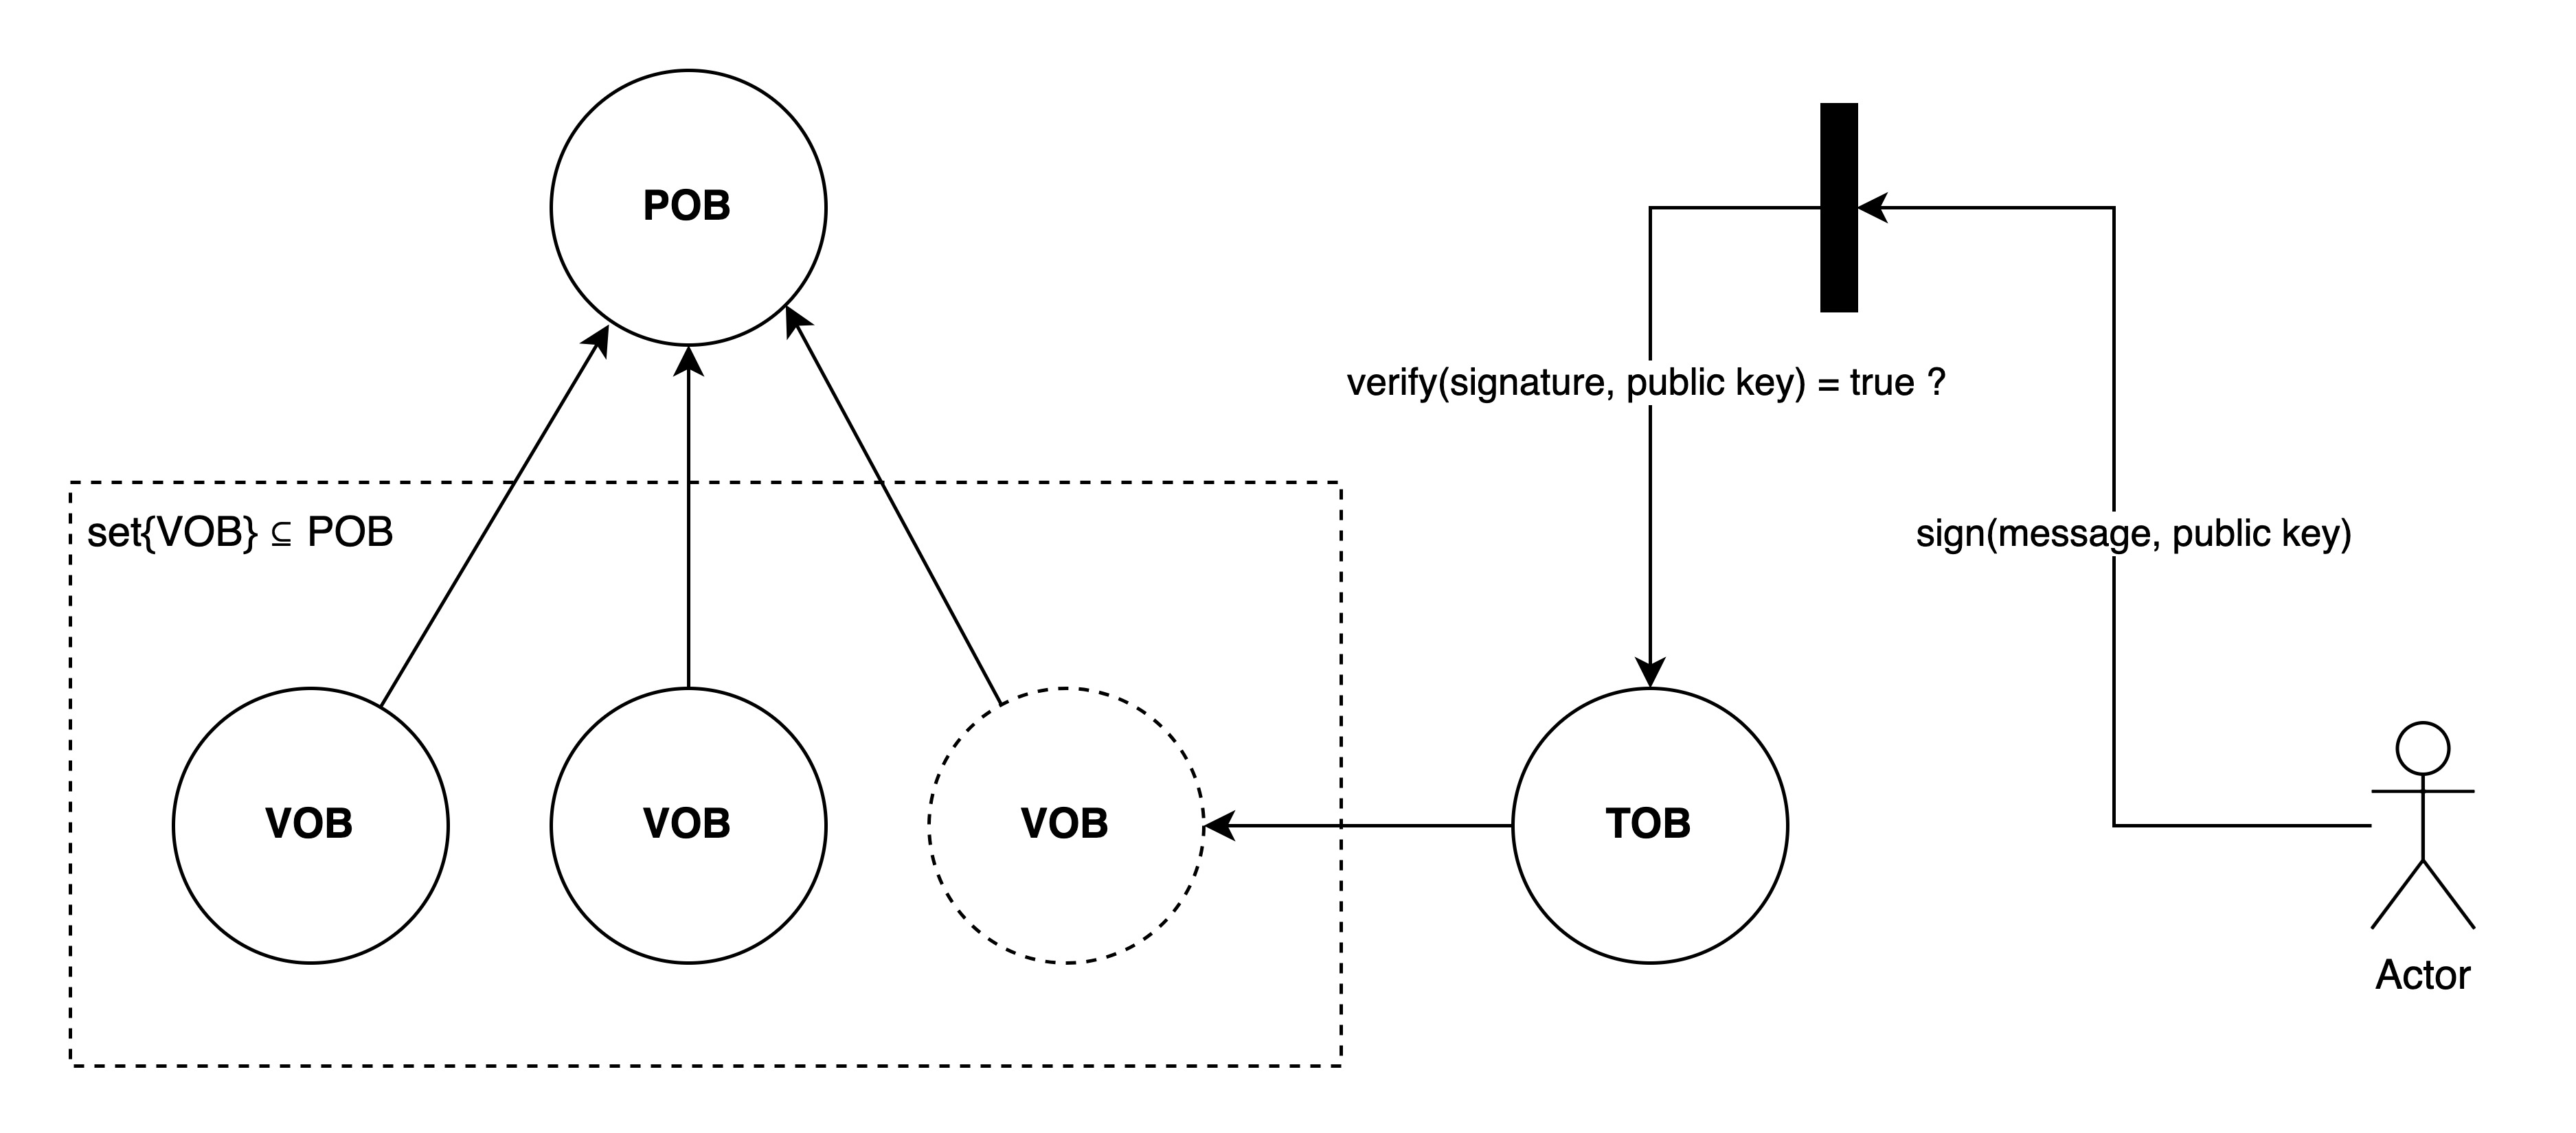 POB
verify(signature, public key) = true ?
set{VOB} ⊆ POB
sign(message, public key)
VOB
VOB
VOB
TOB
Actor